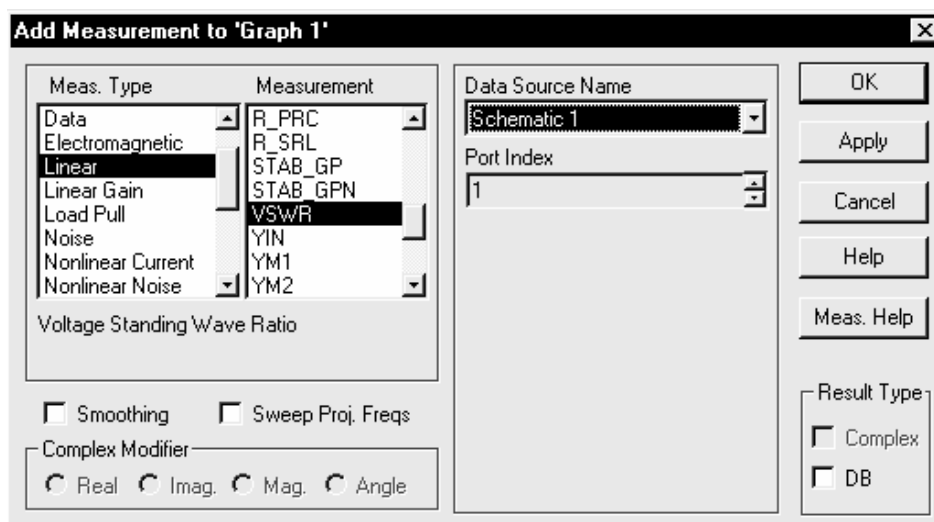 Add Measurement to 'Graph 1'
Meas. Type
Measurement
Data
Electromagnetic
Linear
Linear Gain
Load Pull
Noise
Nonlinear Current
Nonlinear Noise
R_PRC
R_SRL
STAB_GP
STAB_GPN
VSWR
YIN
YM1
YM2
Voltage Standing Wave Ratio
Smoothing
Sweep Proj. Freqs
Complex Modifier
Real
Imag.
Mag.
Angle
Data Source Name
Schematic 1
Port Index
1
OK
Apply
Cancel
Help
Meas. Help
Result Type
Complex
DB